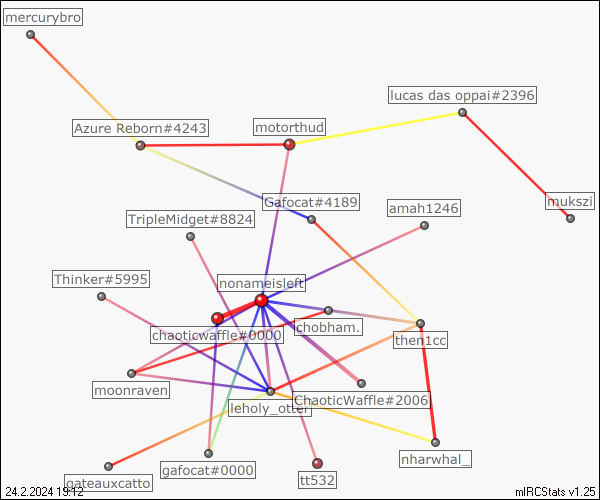 mercurybro
lucas das oppai#2396
Azure Reborn#4243
motorthud
Gafocat#4189
mukszi
amah1246
TripleMidget#8824
Thinker#5995
nonameisleft
chaoticwaffle#0000
chobham.
then1cc
moonraven
ChaoticWaffle#2006
leholy_otter
nharwhal_
gafocat#0000
gateauxcatto
tt532
24.2.2024 19:12
mIRCStats v1.25